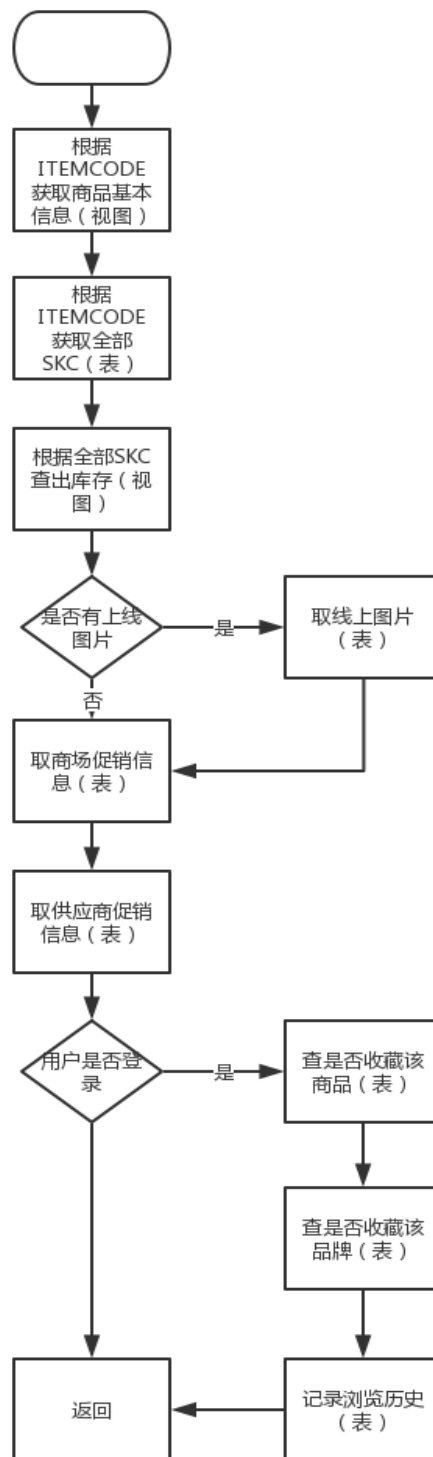 根据
ITEMCODE
获取商品基本
信息（视图）
根据
ITEMCODE
获取全部
SKC（表）
根据全部SKC
查出库存（视
图）
是否有上线
图片
是
取线上图片
（表）
否
取商场促销信
息（表）
取供应商促销
信息（表）
用户是否登
录
是
查是否收藏该
商品（表）
查是否收藏该
品牌（表）
记录浏览历史
（表）
返回